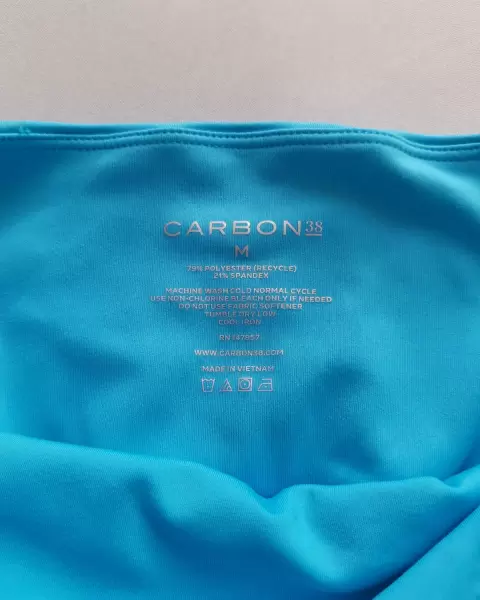 CARBON38
M
79% POLYESTER (RECYCLE)
21% SPANDEX
MACHINE WASH COLD NORMAL CYCLE
USE NON-CHLORINE BLEACH ONLY IF NEEDED
DO NOT USE FABRIC SOFTENER
TUMBLE DRY LOW
COOL IRON
WWW.CARBON38.COM
MADE IN VIETNAM